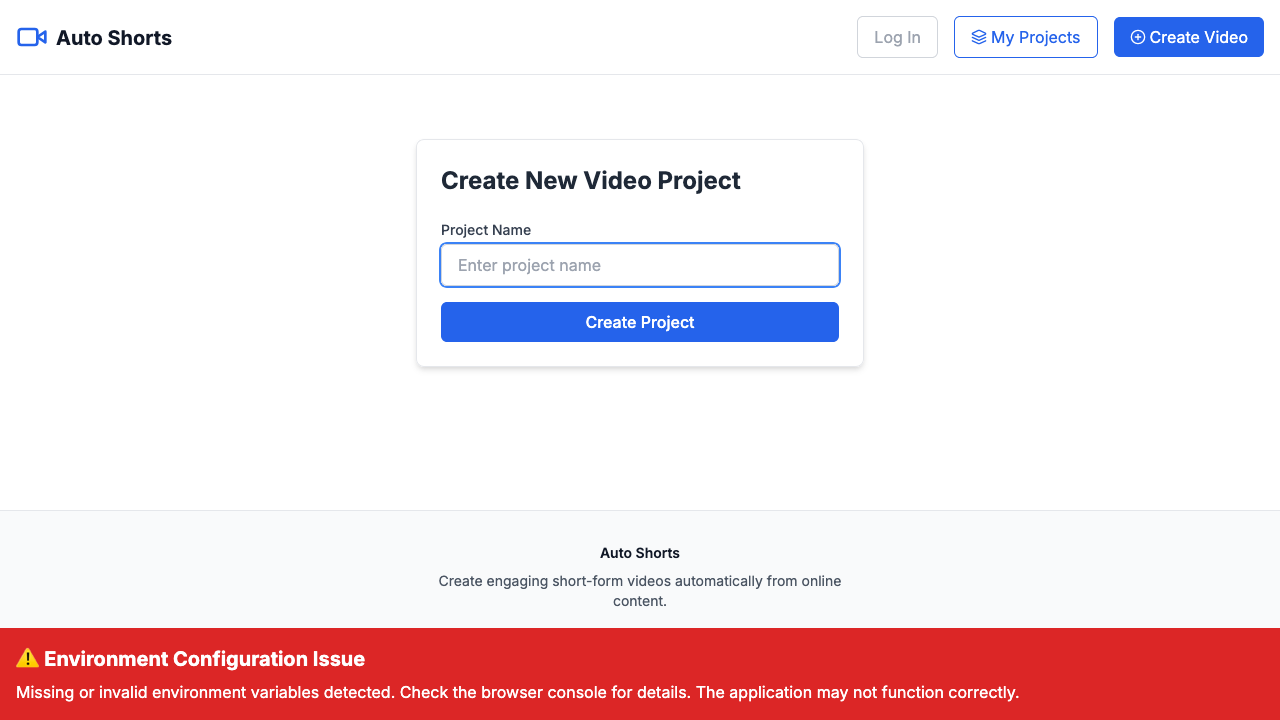 Auto Shorts
Log In
My Projects
Create Video
Create New Video Project
Project Name
Enter project name
Create Project
Auto Shorts
Create engaging short-form videos automatically from online
content.
⚠️ Environment Configuration Issue
Missing or invalid environment variables detected. Check the browser console for details. The application may not function correctly.